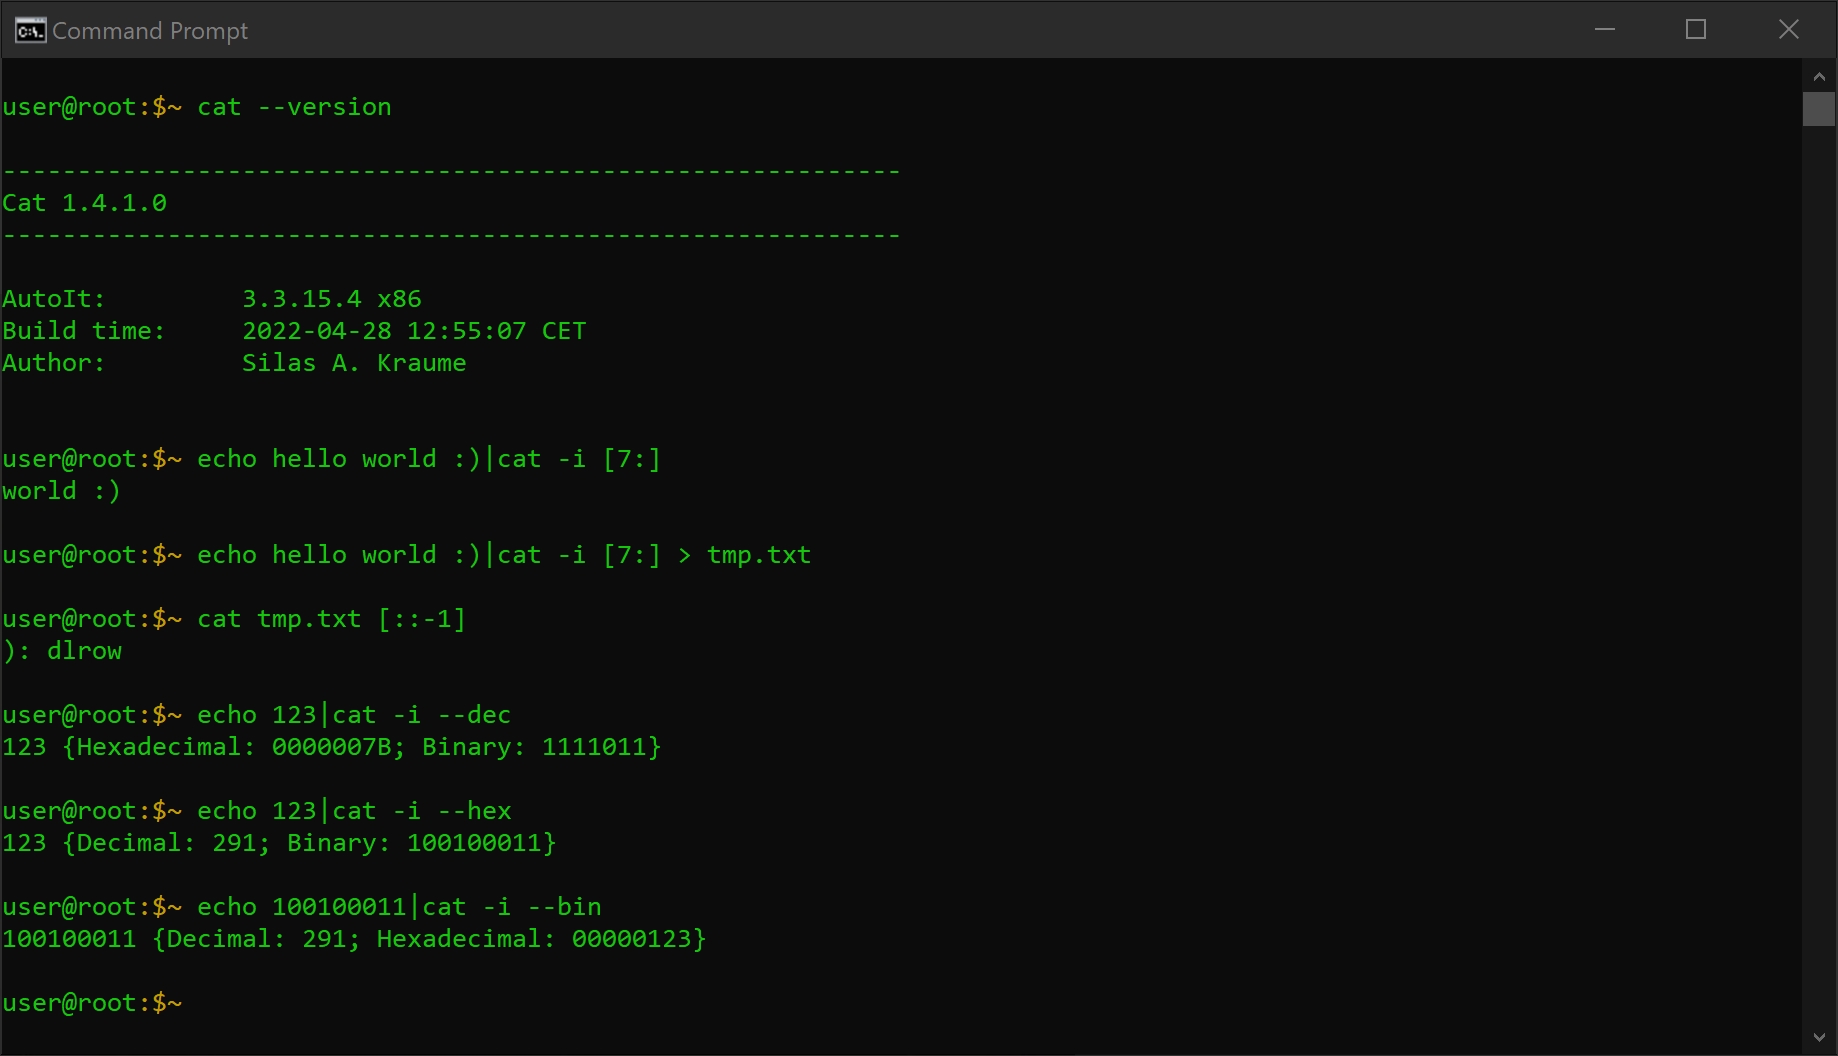 Command Prompt
user@root:$~ cat --version
------------------------------------------------------------
Cat 1.4.1.0
------------------------------------------------------------
AutoIt: 3.3.15.4 x86
Build time: 2022-04-28 12:55:07 CET
Author: Silas A. Kraume
user@root:$~ echo hello world :)|cat -i [7:]
world :)
user@root:$~ echo hello world :)|cat -i [7:] > tmp.txt
user@root:$~ cat tmp.txt [::-1]
): dlrow
user@root:$~ echo 123|cat -i --dec
123 {Hexadecimal: 0000007B; Binary: 1111011}
user@root:$~ echo 123|cat -i --hex
123 {Decimal: 291; Binary: 100100011}
user@root:$~ echo 100100011|cat -i --bin
100100011 {Decimal: 291; Hexadecimal: 00000123}
user@root:$~